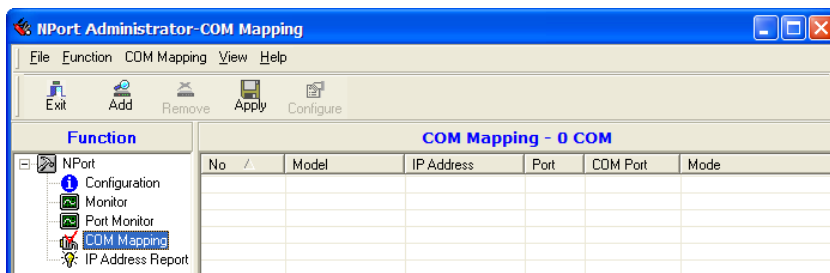 NPort Administrator-COM Mapping
File Function COM Mapping View Help
Exit Add Remove Apply Configure
Function
COM Mapping - 0 COM
NPort
Configuration
Monitor
Port Monitor
COM Mapping
IP Address Report
No Model IP Address Port COM Port Mode